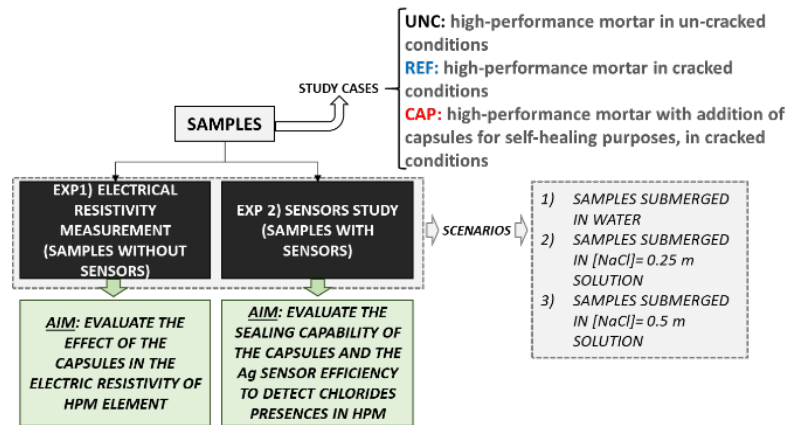 UNC: high-performance mortar in un-cracked
conditions
REF: high-performance mortar in cracked
conditions
CAP: high-performance mortar with addition of
capsules for self-healing purposes, in cracked
conditions
STUDY CASES
SAMPLES
EXP1) ELECTRICAL
RESISTIVITY
MEASUREMENT
(SAMPLES WITHOUT
SENSORS)
EXP 2) SENSORS STUDY
(SAMPLES WITH
SENSORS)
SCENARIOS
1) SAMPLES SUBMERGED
IN WATER
2) SAMPLES SUBMERGED
IN [NaCl]= 0.25 m
SOLUTION
3) SAMPLES SUBMERGED
IN [NaCl]= 0.5 m
SOLUTION
AIM: EVALUATE THE
EFFECT OF THE
CAPSULES IN THE
ELECTRIC RESISTIVITY OF
HPM ELEMENT
AIM: EVALUATE THE
SEALING CAPABILITY OF
THE CAPSULES AND THE
Ag SENSOR EFFICIENCY
TO DETECT CHLORIDES
PRESENCES IN HPM